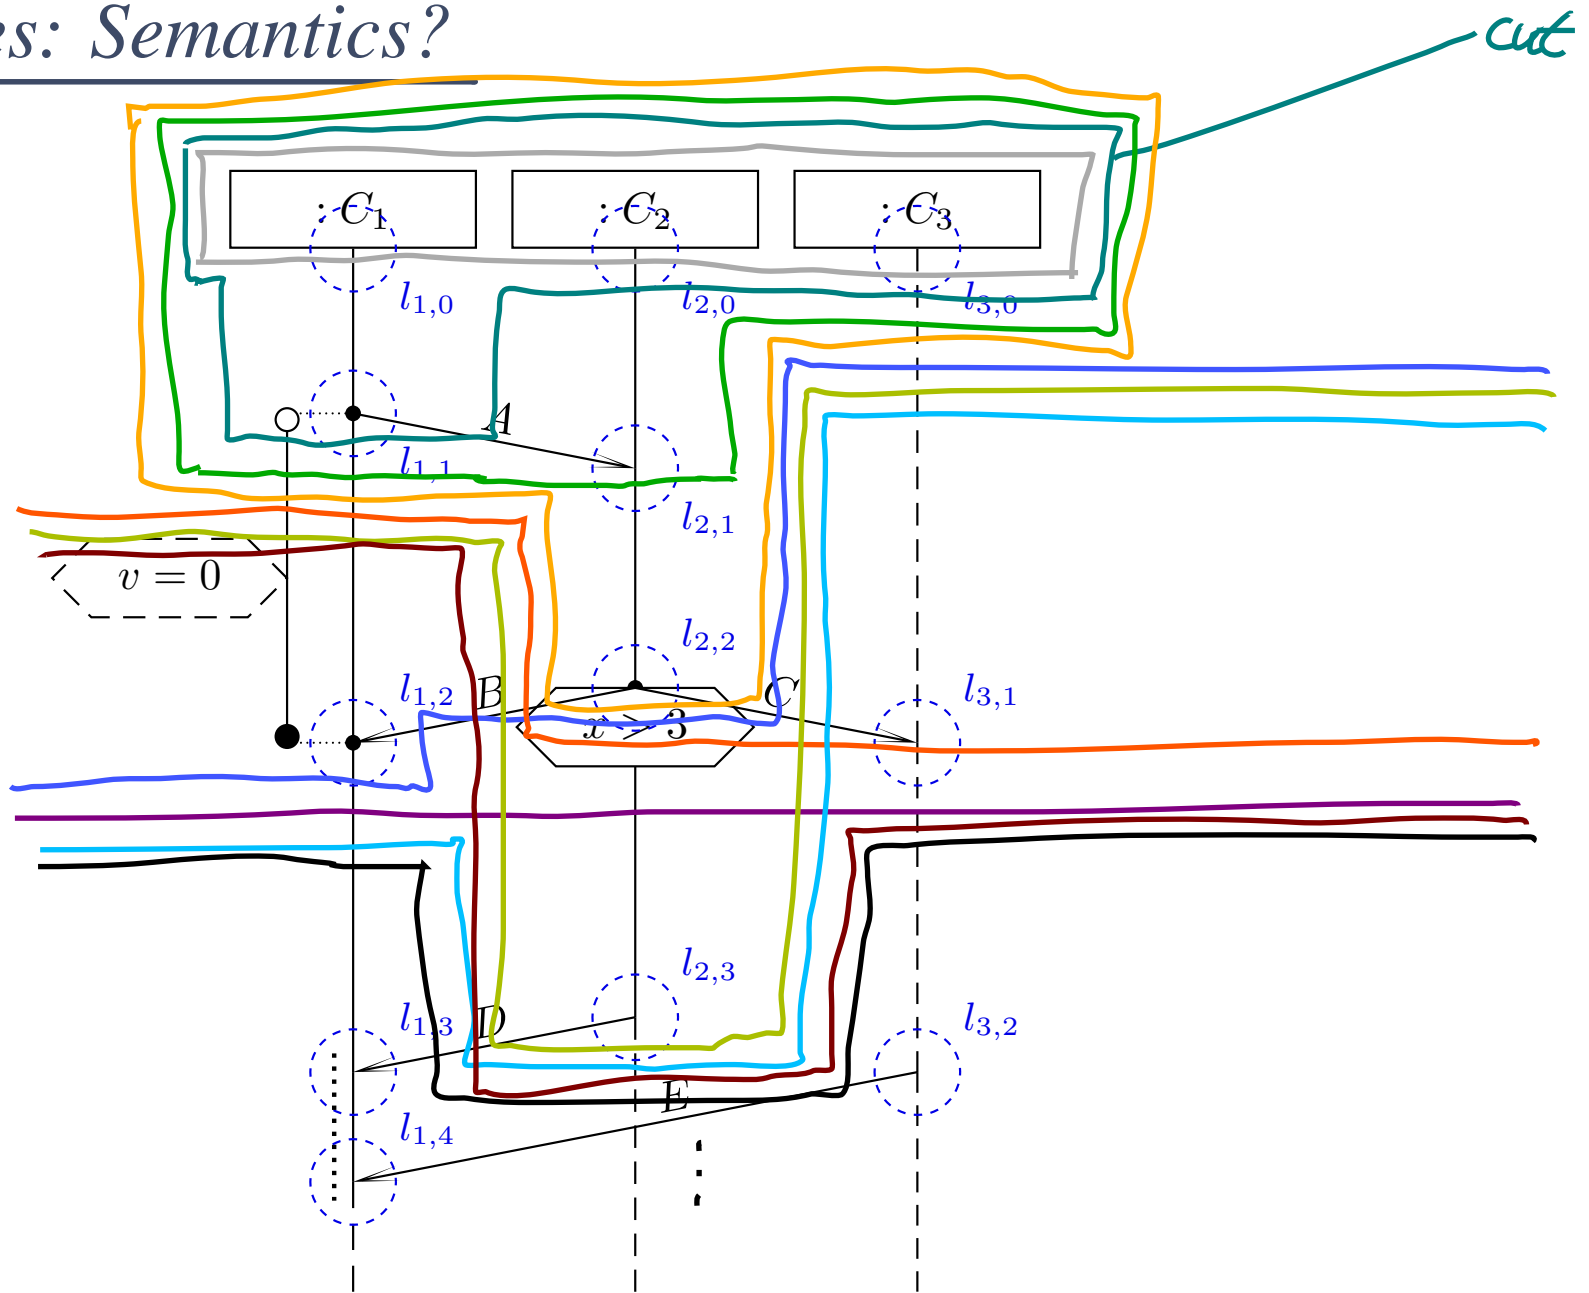 es: Semantics?
cut
: C₁ : C₂ : C₃
l₁,₀ l₂,₀ l₃,₀
A
l₁,₁
l₂,₁
v = 0
l₂,₂
l₁,₂ B C l₃,₁
x > 3
l₂,₃
l₁,₃ D l₃,₂
E
l₁,₄